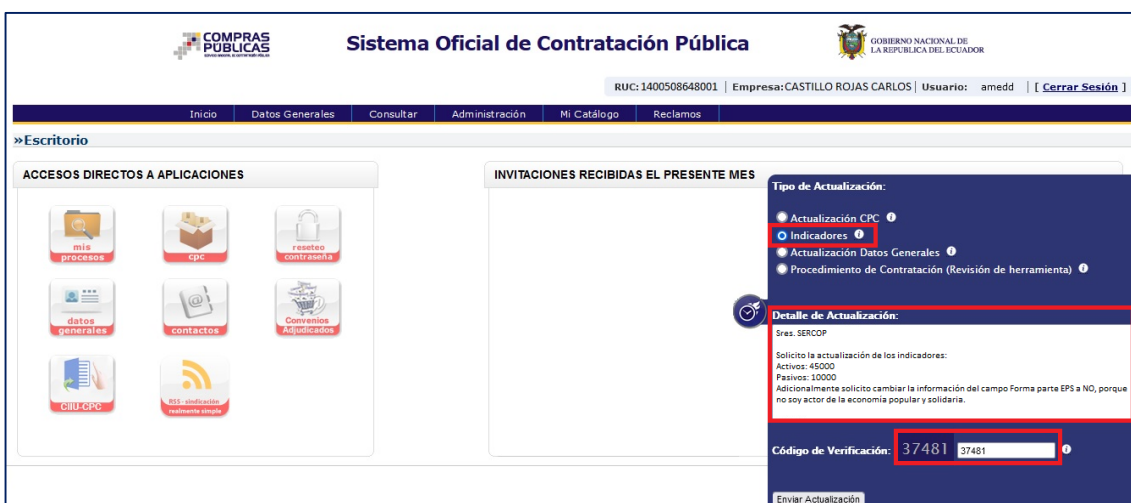 COMPRAS
PÚBLICAS
Sistema Oficial de Contratación Pública
GOBIERNO NACIONAL DE
LA REPUBLICA DEL ECUADOR
RUC: 1400508648001 | Empresa:CASTILLO ROJAS CARLOS | Usuario: amedd | [ Cerrar Sesión ]
Inicio Datos Generales Consultar Administración Mi Catálogo Reclamos
»Escritorio
ACCESOS DIRECTOS A APLICACIONES
mis
procesos
cpc
reseteo
contraseña
datos
generales
contactos
Convenios
Adjudicados
CIIU-CPC
RSS - sindicación
realmente simple
INVITACIONES RECIBIDAS EL PRESENTE MES
Tipo de Actualización:
Actualización CPC
Indicadores
Actualización Datos Generales
Procedimiento de Contratación (Revisión de herramienta)
Detalle de Actualización:
Sres. SERCOP
Solicito la actualización de los indicadores:
Activos: 45000
Pasivos: 10000
Adicionalmente solicito cambiar la información del campo Forma parte EPS a NO, porque
no soy actor de la economía popular y solidaria.
Código de Verificación: 37481 37481
Enviar Actualización